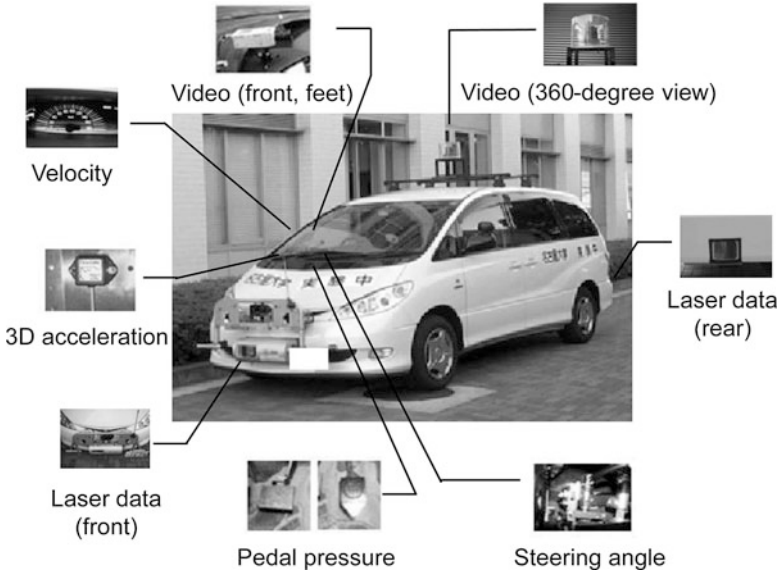 Video (front, feet)
Video (360-degree view)
Velocity
3D acceleration
Laser data
(rear)
Laser data
(front)
Pedal pressure
Steering angle